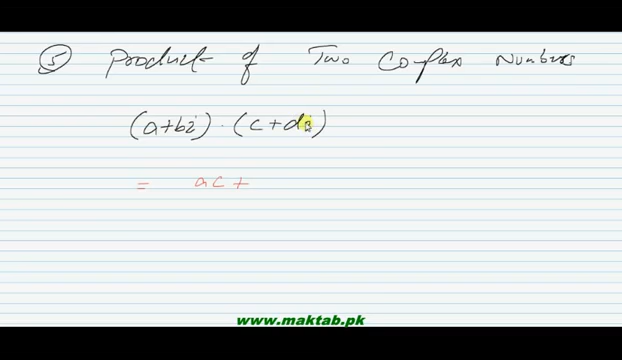 (5) Product of Two Complex Numbers
(a+bi) · (c+di)
= ac +
www.maktab.pk